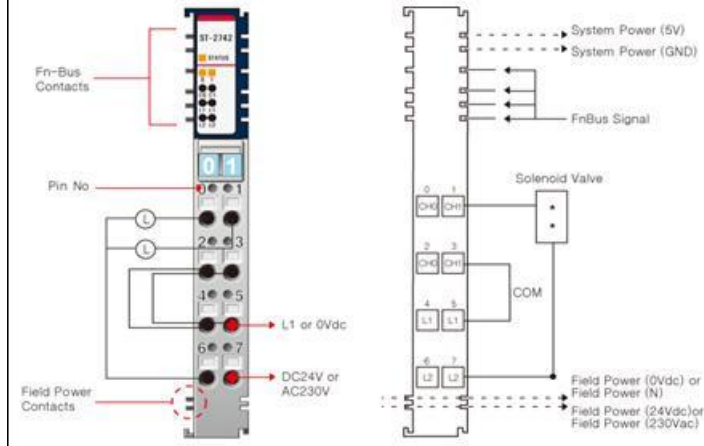 ST-2742
STATUS
0 1
Fn-Bus
Contacts
01
Pin No
0 1
L
L
2 3
4 5
L1 or 0Vdc
6 7
DC24V or
AC230V
Field Power
Contacts
System Power (5V)
System Power (GND)
FnBus Signal
Solenoid Valve
0 1
CH0 CH1
2 3
CH0 CH1
COM
4 5
L1 L1
6 7
L2 L2
Field Power (0Vdc) or
Field Power (N)
Field Power (24Vdc)or
Field Power (230Vac)